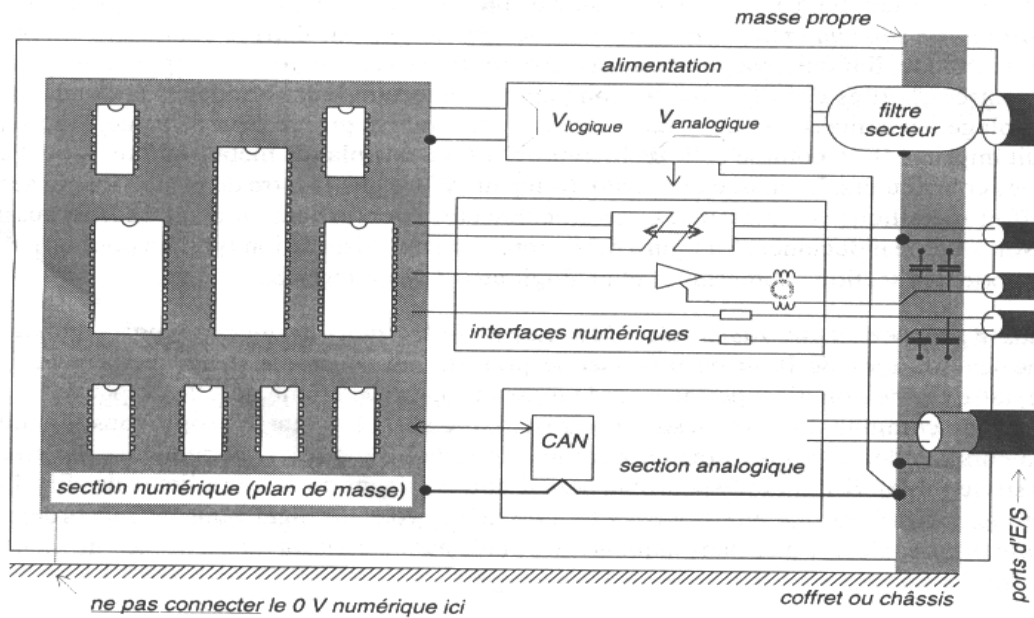 masse propre
alimentation
Vlogique
Vanalogique
filtre
secteur
interfaces numériques
CAN
section analogique
section numérique (plan de masse)
ports d'E/S
ne pas connecter le 0 V numérique ici
coffret ou châssis